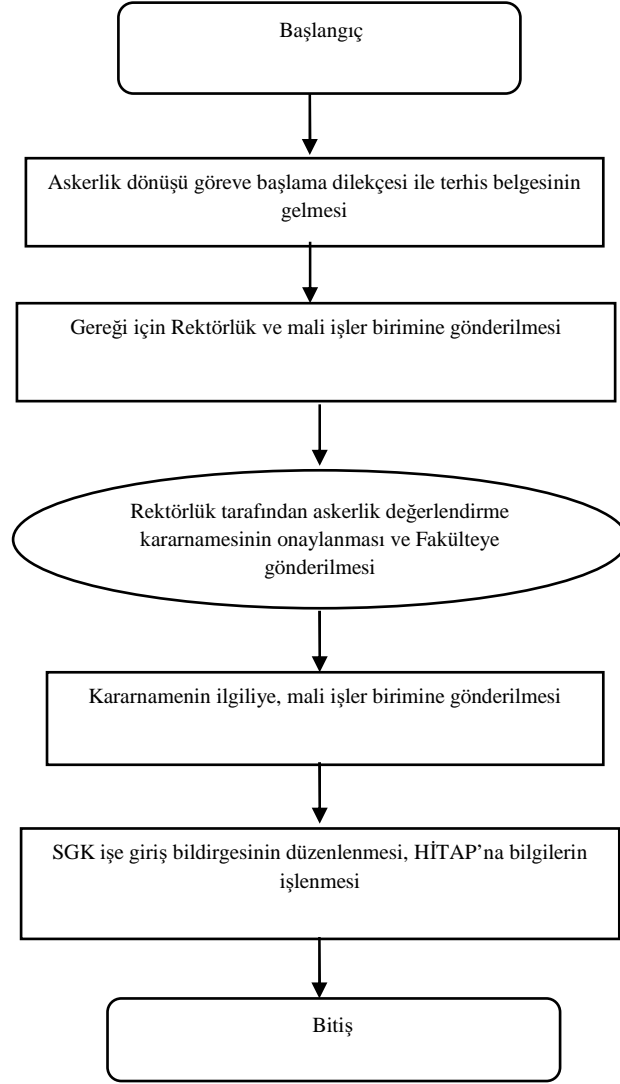 Başlangıç
Askerlik dönüşü göreve başlama dilekçesi ile terhis belgesinin
gelmesi
Gereği için Rektörlük ve mali işler birimine gönderilmesi
Rektörlük tarafından askerlik değerlendirme
kararnamesinin onaylanması ve Fakülteye
gönderilmesi
Kararnamenin ilgiliye, mali işler birimine gönderilmesi
SGK işe giriş bildirgesinin düzenlenmesi, HİTAP’na bilgilerin
işlenmesi
Bitiş